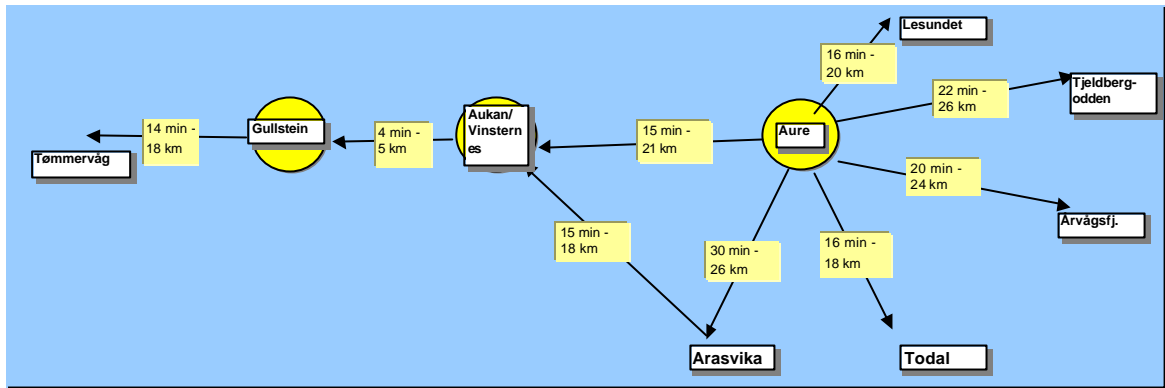 Lesundet
16 min -
20 km
Tjeldberg-
odden
22 min -
26 km
Aukan/
Vinstern
es
Gullstein
14 min -
18 km
4 min -
5 km
15 min -
21 km
Aure
Tømmervåg
20 min -
24 km
Årvågsfj.
15 min -
18 km
30 min -
26 km
16 min -
18 km
Arasvika
Todal